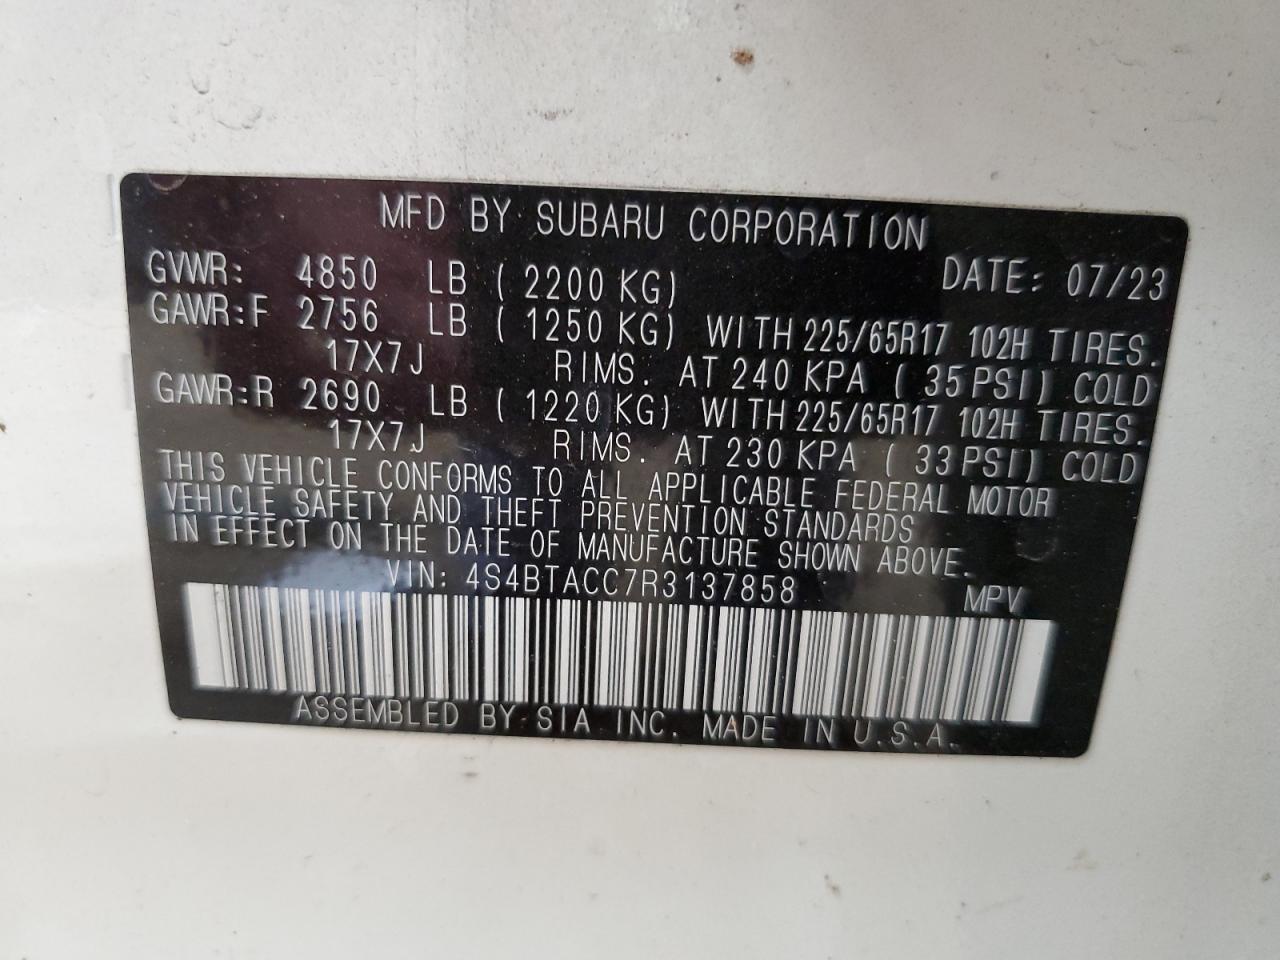 MFD BY SUBARU CORPORATION
GVWR: 4850 LB (2200 KG) DATE: 07/23
GAWR:F 2756 LB (1250 KG) WITH 225/65R17 102H TIRES.
17X7J RIMS. AT 240 KPA (35 PSI) COLD
GAWR:R 2690 LB (1220 KG) WITH 225/65R17 102H TIRES.
17X7J RIMS. AT 230 KPA (33 PSI) COLD
THIS VEHICLE CONFORMS TO ALL APPLICABLE FEDERAL MOTOR
VEHICLE SAFETY AND THEFT PREVENTION STANDARDS
IN EFFECT ON THE DATE OF MANUFACTURE SHOWN ABOVE.
VIN: 4S4BTACC7R3137858 MPV
ASSEMBLED BY SIA INC. MADE IN U.S.A.